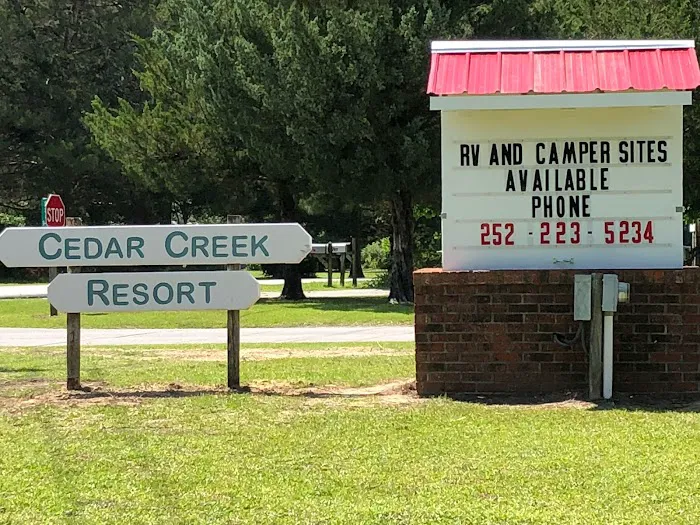 STOP
CEDAR CREEK
RESORT
RV AND CAMPER SITES
AVAILABLE
PHONE
252 - 223 - 5234